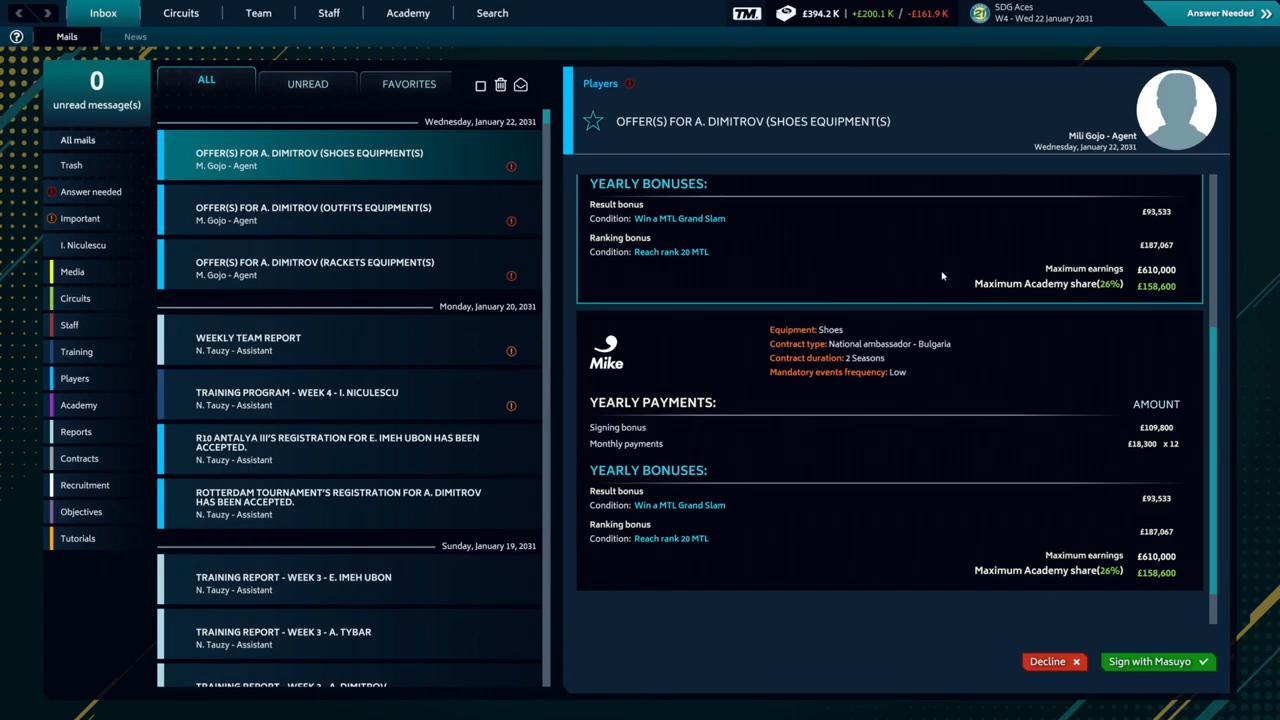 Inbox
Circuits
Team
Staff
Academy
Search
TM.
£394.2 K
+£200.1 K / -£161.9 K
21
SDG Aces
W4 - Wed 22 January 2031
Answer Needed
Mails
News
0
unread message(s)
All mails
Trash
Answer needed
Important
I. Niculescu
Media
Circuits
Staff
Training
Players
Academy
Reports
Contracts
Recruitment
Objectives
Tutorials
ALL
UNREAD
FAVORITES
Wednesday, January 22, 2031
OFFER(S) FOR A. DIMITROV (SHOES EQUIPMENT(S)
M. Gojo - Agent
OFFER(S) FOR A. DIMITROV (OUTFITS EQUIPMENT(S)
M. Gojo - Agent
OFFER(S) FOR A. DIMITROV (RACKETS EQUIPMENT(S)
M. Gojo - Agent
Monday, January 20, 2031
WEEKLY TEAM REPORT
N. Tauzy - Assistant
TRAINING PROGRAM - WEEK 4 - I. NICULESCU
N. Tauzy - Assistant
R10 ANTALYA III'S REGISTRATION FOR E. IMEH UBON HAS BEEN
ACCEPTED.
N. Tauzy - Assistant
ROTTERDAM TOURNAMENT'S REGISTRATION FOR A. DIMITROV
HAS BEEN ACCEPTED.
N. Tauzy - Assistant
Sunday, January 19, 2031
TRAINING REPORT - WEEK 3 - E. IMEH UBON
N. Tauzy - Assistant
TRAINING REPORT - WEEK 3 - A. TYBAR
N. Tauzy - Assistant
TRAINING REPORT - WEEK 3 - A. DIMITROV
Players
OFFER(S) FOR A. DIMITROV (SHOES EQUIPMENT(S)
Mili Gojo - Agent
Wednesday, January 22, 2031
YEARLY BONUSES:
Result bonus
Condition: Win a MTL Grand Slam
£93,533
Ranking bonus
Condition: Reach rank 20 MTL
£187,067
Maximum earnings £610,000
Maximum Academy share(26%) £158,600
Mike
Equipment: Shoes
Contract type: National ambassador - Bulgaria
Contract duration: 2 Seasons
Mandatory events frequency: Low
YEARLY PAYMENTS: AMOUNT
Signing bonus £109,800
Monthly payments £18,300 x 12
YEARLY BONUSES:
Result bonus
Condition: Win a MTL Grand Slam
£93,533
Ranking bonus
Condition: Reach rank 20 MTL
£187,067
Maximum earnings £610,000
Maximum Academy share(26%) £158,600
Decline
Sign with Masuyo